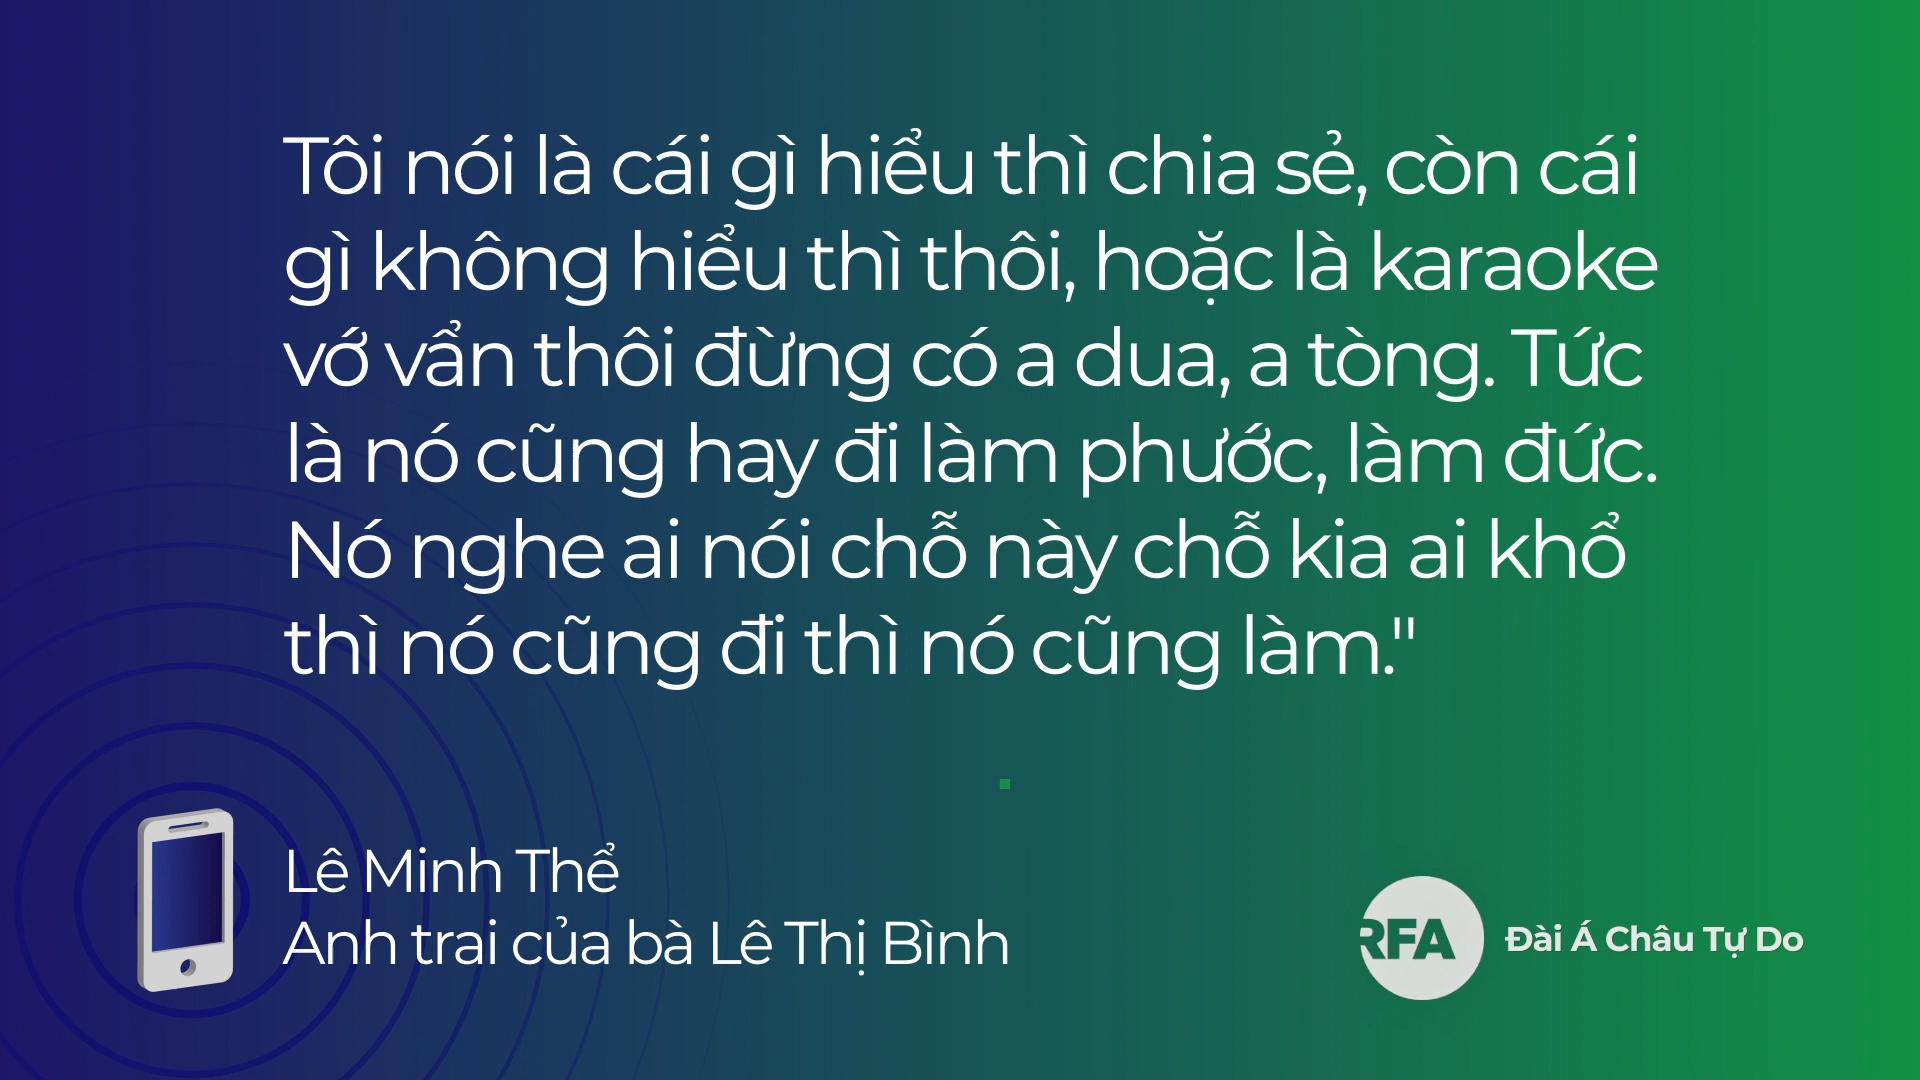 Tôi nói là cái gì hiểu thì chia sẻ, còn cái
gì không hiểu thì thôi, hoặc là karaoke
vớ vẩn thôi đừng có a dua, a tòng. Tức
là nó cũng hay đi làm phước, làm đức.
Nó nghe ai nói chỗ này chỗ kia ai khổ
thì nó cũng đi thì nó cũng làm."
Lê Minh Thể
Anh trai của bà Lê Thị Bình
RFA Đài Á Châu Tự Do